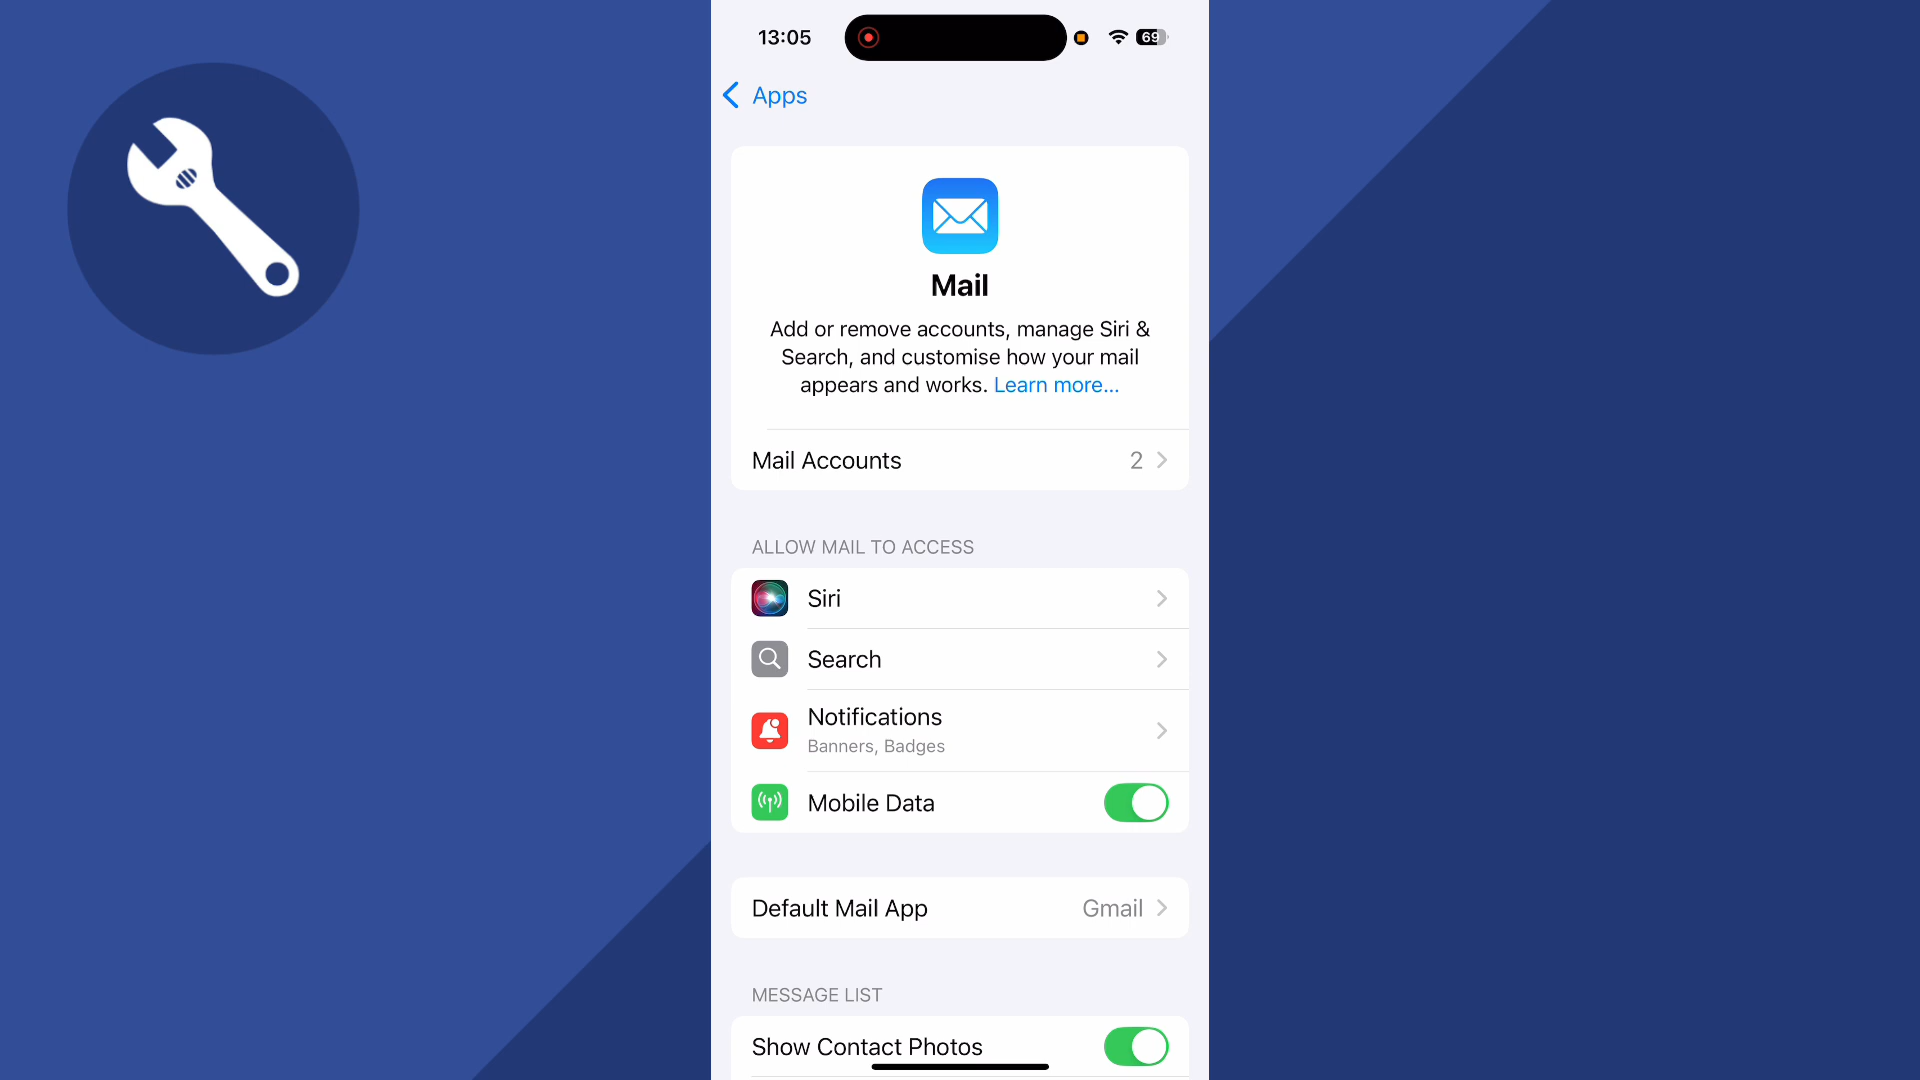 13:05
69
Apps
Mail
Add or remove accounts, manage Siri &
Search, and customise how your mail
appears and works. Learn more...
Mail Accounts 2
ALLOW MAIL TO ACCESS
Siri
Search
Notifications
Banners, Badges
Mobile Data
Default Mail App Gmail
MESSAGE LIST
Show Contact Photos